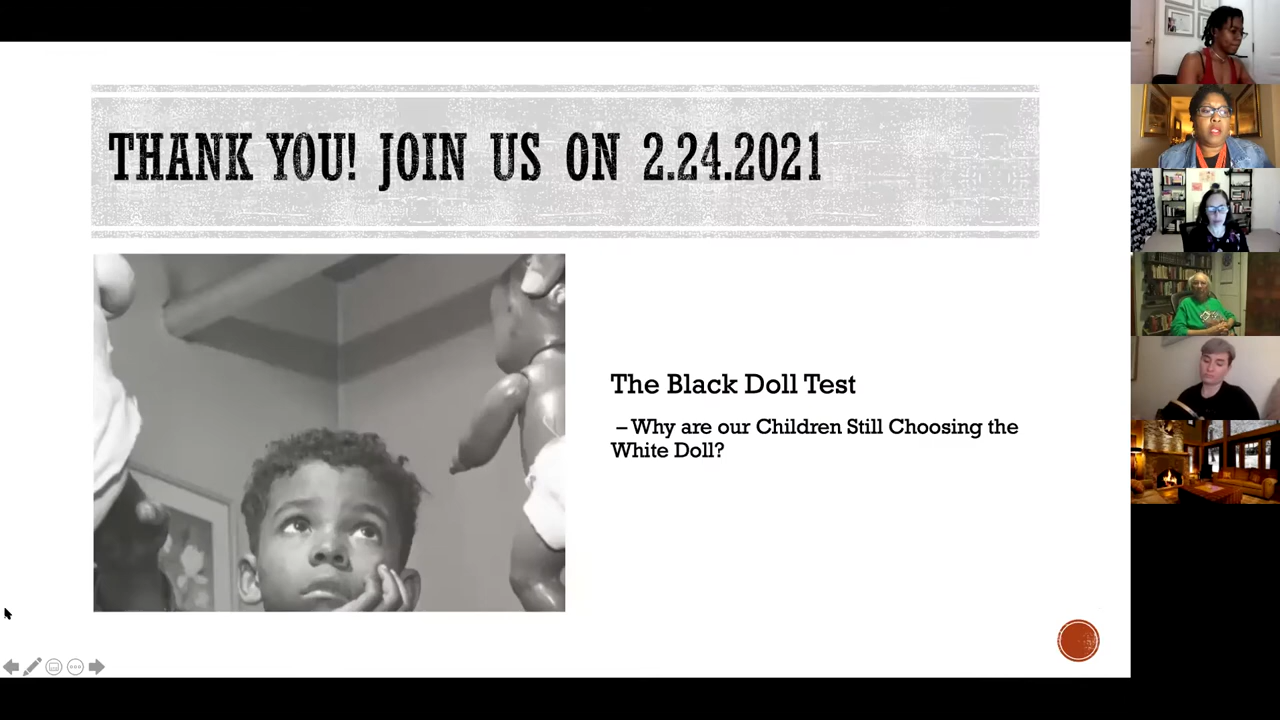 THANK YOU! JOIN US ON 2.24.2021
The Black Doll Test
– Why are our Children Still Choosing the
White Doll?